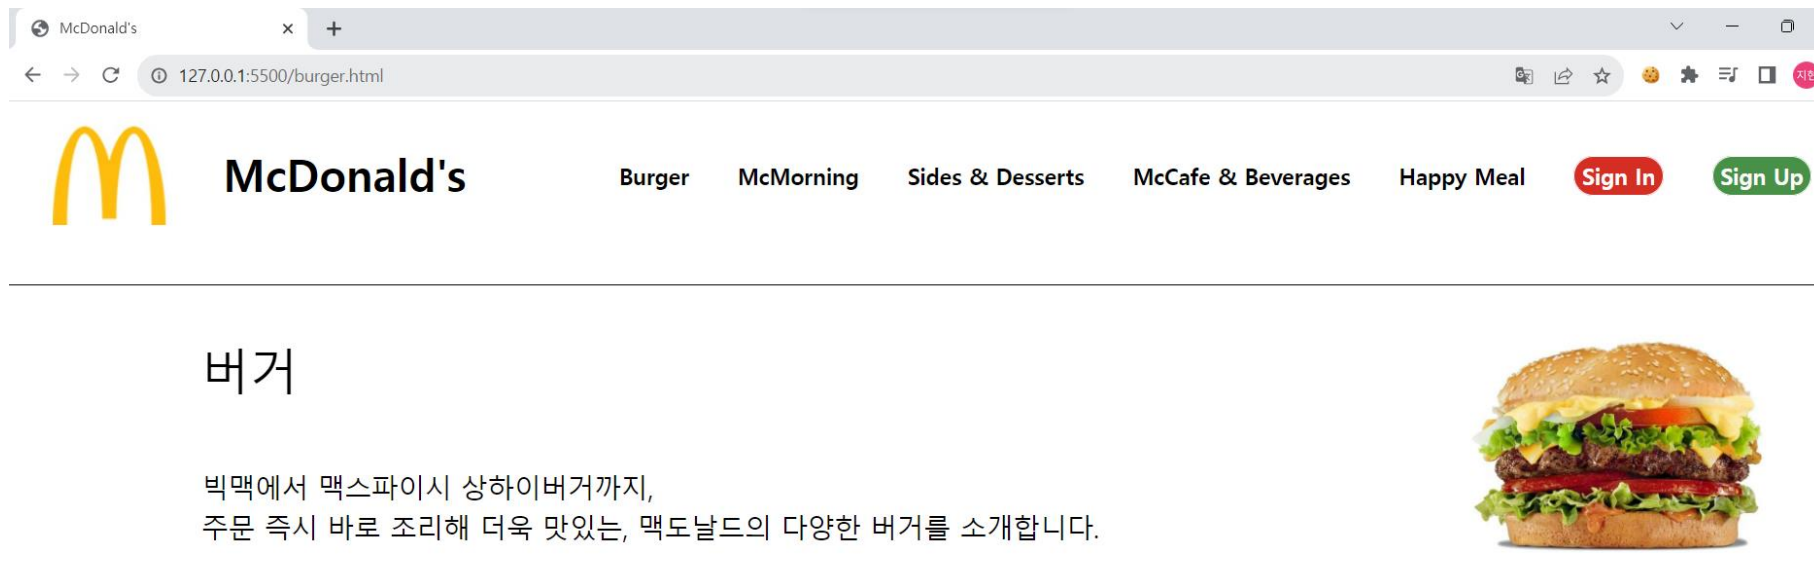 McDonald's
127.0.0.1:5500/burger.html
McDonald's Burger McMorning Sides & Desserts McCafe & Beverages Happy Meal Sign In Sign Up
버거
빅맥에서 맥스파이시 상하이버거까지,
주문 즉시 바로 조리해 더욱 맛있는, 맥도날드의 다양한 버거를 소개합니다.